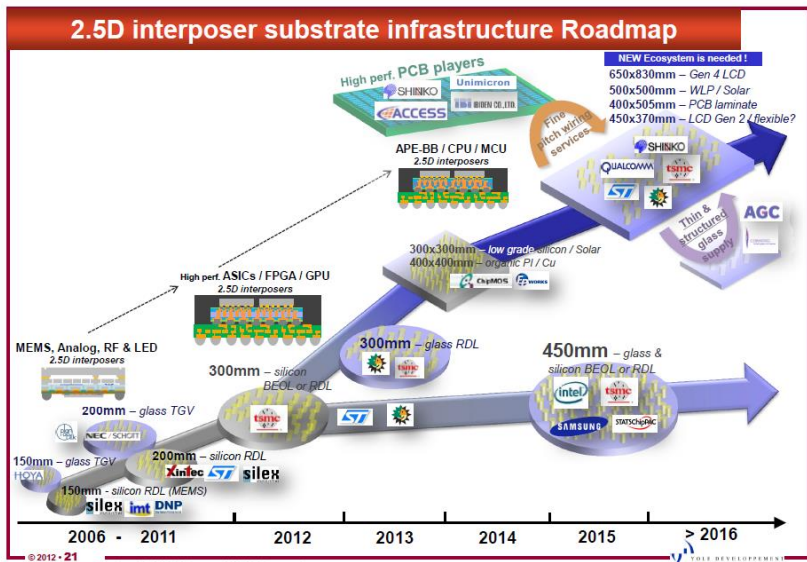 2.5D interposer substrate infrastructure Roadmap
NEW Ecosystem is needed !
650x830mm – Gen 4 LCD
500x500mm – WLP / Solar
400x505mm – PCB laminate
450x370mm – LCD Gen 2 / flexible?
High perf. PCB players
SHINKO
Unimicron
ACCESS
IBIDEN CO., LTD.
Fine pitch wiring services
APE-BB / CPU / MCU
2.5D interposers
SHINKO
QUALCOMM
tsmc
ST
Thin & structured glass supply
AGC
300x300mm – low grade silicon / Solar
400x400mm – organic PI / Cu
ChipMOS
EPWORKS
High perf. ASICs / FPGA / GPU
2.5D interposers
MEMS, Analog, RF & LED
2.5D interposers
300mm – glass RDL
tsmc
300mm – silicon
BEOL or RDL
tsmc
ST
450mm – glass &
silicon BEOL or RDL
intel
tsmc
SAMSUNG
STATSChipPAC
200mm – glass TGV
NEC / SCHOTT
200mm – silicon RDL
Xintec
ST
silex
150mm – glass TGV
HOYA
150mm - silicon RDL (MEMS)
silex
imt
DNP
2006 - 2011
2012
2013
2014
2015
> 2016
© 2012 • 21
YOLE DEVELOPPEMENT